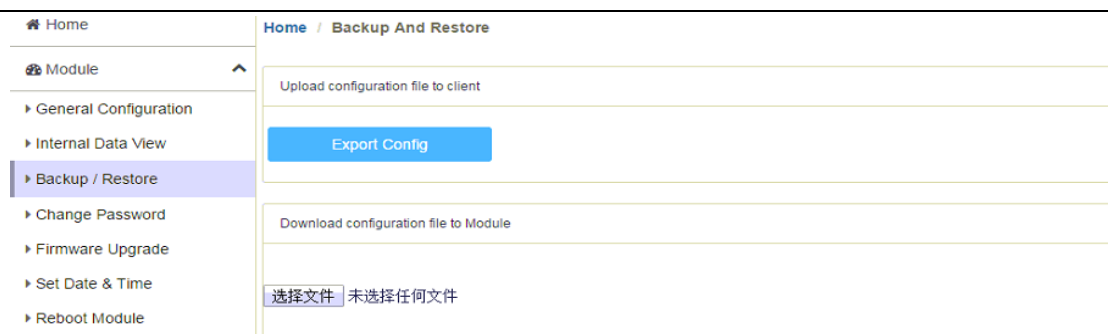 Home
Module
General Configuration
Internal Data View
Backup / Restore
Change Password
Firmware Upgrade
Set Date & Time
Reboot Module
Home / Backup And Restore
Upload configuration file to client
Export Config
Download configuration file to Module
选择文件 未选择任何文件